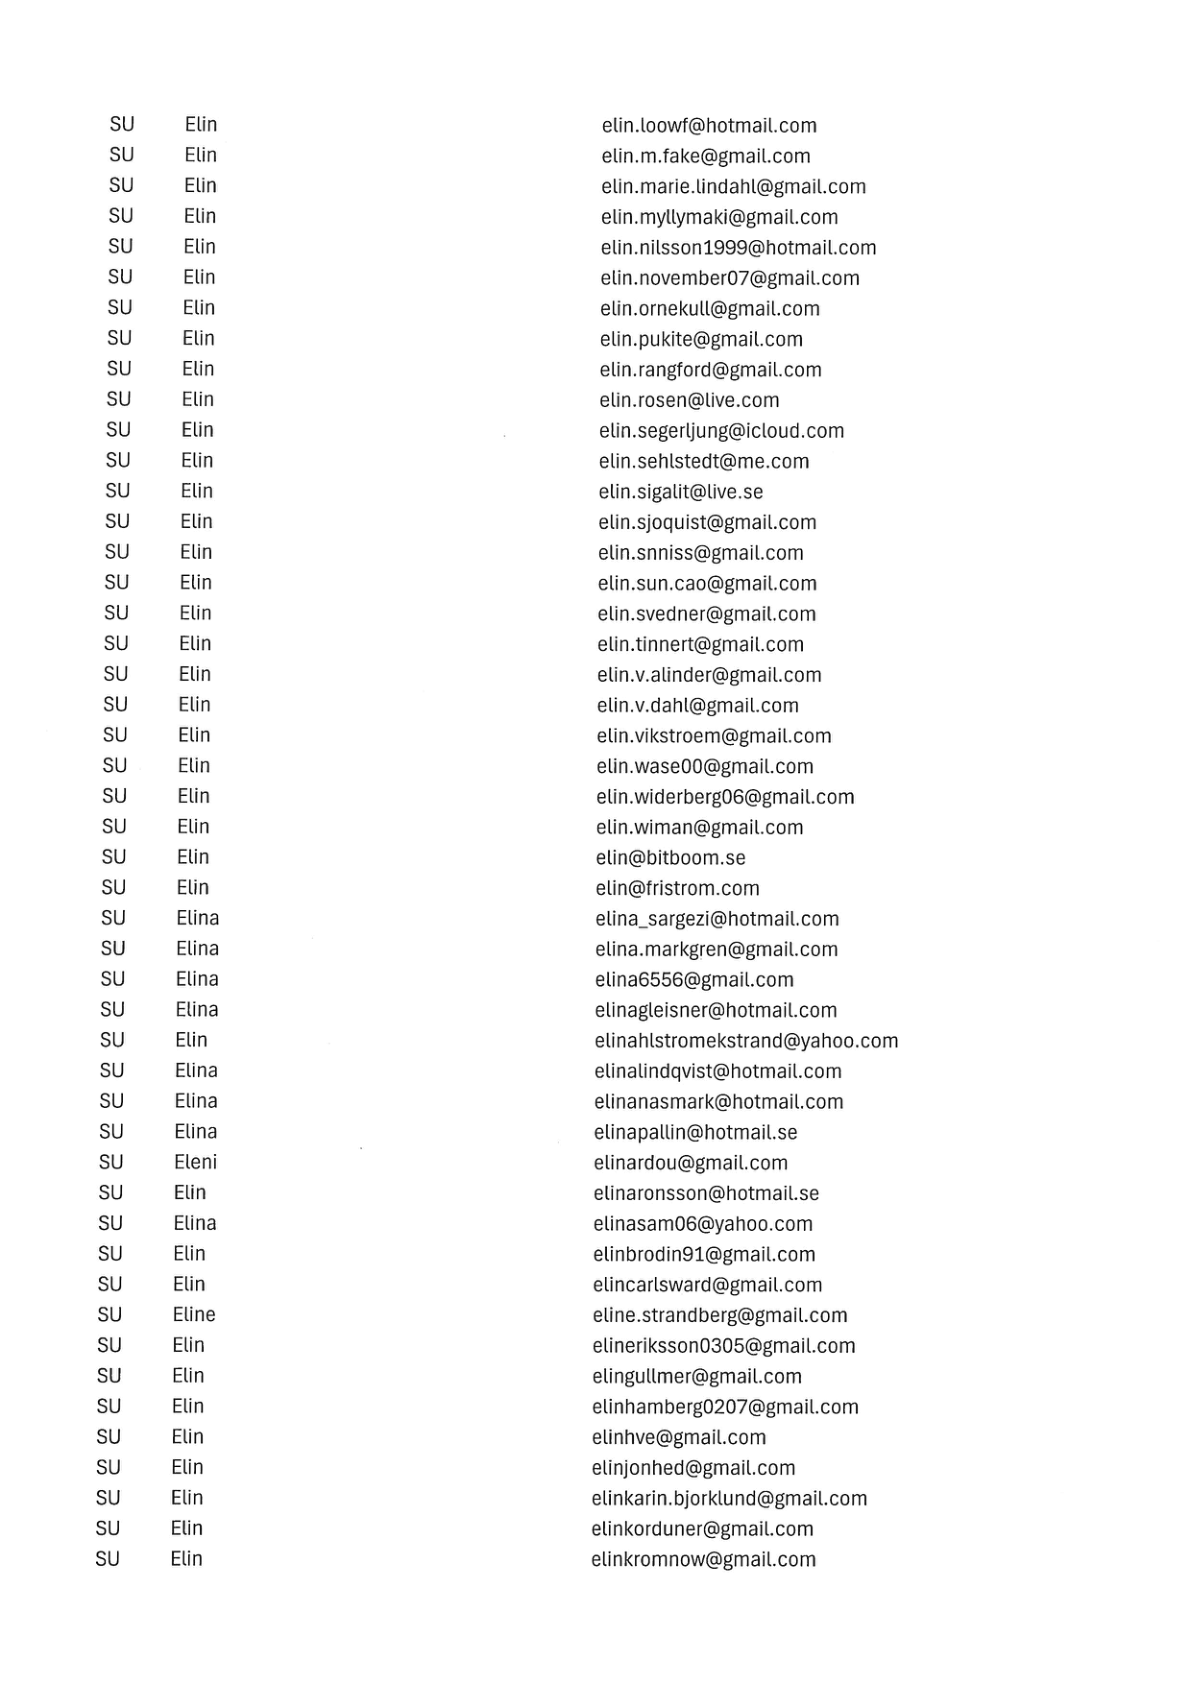 SU Elin elin.loowf@hotmail.com
SU Elin elin.m.fake@gmail.com
SU Elin elin.marie.lindahl@gmail.com
SU Elin elin.myllymaki@gmail.com
SU Elin elin.nilsson1999@hotmail.com
SU Elin elin.november07@gmail.com
SU Elin elin.ornekull@gmail.com
SU Elin elin.pukite@gmail.com
SU Elin elin.rangford@gmail.com
SU Elin elin.rosen@live.com
SU Elin elin.segerljung@icloud.com
SU Elin elin.sehlstedt@me.com
SU Elin elin.sigalit@live.se
SU Elin elin.sjoquist@gmail.com
SU Elin elin.snniss@gmail.com
SU Elin elin.sun.cao@gmail.com
SU Elin elin.svedner@gmail.com
SU Elin elin.tinnert@gmail.com
SU Elin elin.v.alinder@gmail.com
SU Elin elin.v.dahl@gmail.com
SU Elin elin.vikstroem@gmail.com
SU Elin elin.wase00@gmail.com
SU Elin elin.widerberg06@gmail.com
SU Elin elin.wiman@gmail.com
SU Elin elin@bitboom.se
SU Elin elin@fristrom.com
SU Elina elina_sargezi@hotmail.com
SU Elina elina.markgren@gmail.com
SU Elina elina6556@gmail.com
SU Elina elinagleisner@hotmail.com
SU Elin elinahlstromekstrand@yahoo.com
SU Elina elinalindqvist@hotmail.com
SU Elina elinanasmark@hotmail.com
SU Elina elinapallin@hotmail.se
SU Eleni elinardou@gmail.com
SU Elin elinaronsson@hotmail.se
SU Elina elinasam06@yahoo.com
SU Elin elinbrodin91@gmail.com
SU Elin elincarlsward@gmail.com
SU Eline eline.strandberg@gmail.com
SU Elin elineriksson0305@gmail.com
SU Elin elingullmer@gmail.com
SU Elin elinhamberg0207@gmail.com
SU Elin elinhve@gmail.com
SU Elin elinjonhed@gmail.com
SU Elin elinkarin.bjorklund@gmail.com
SU Elin elinkorduner@gmail.com
SU Elin elinkromnow@gmail.com